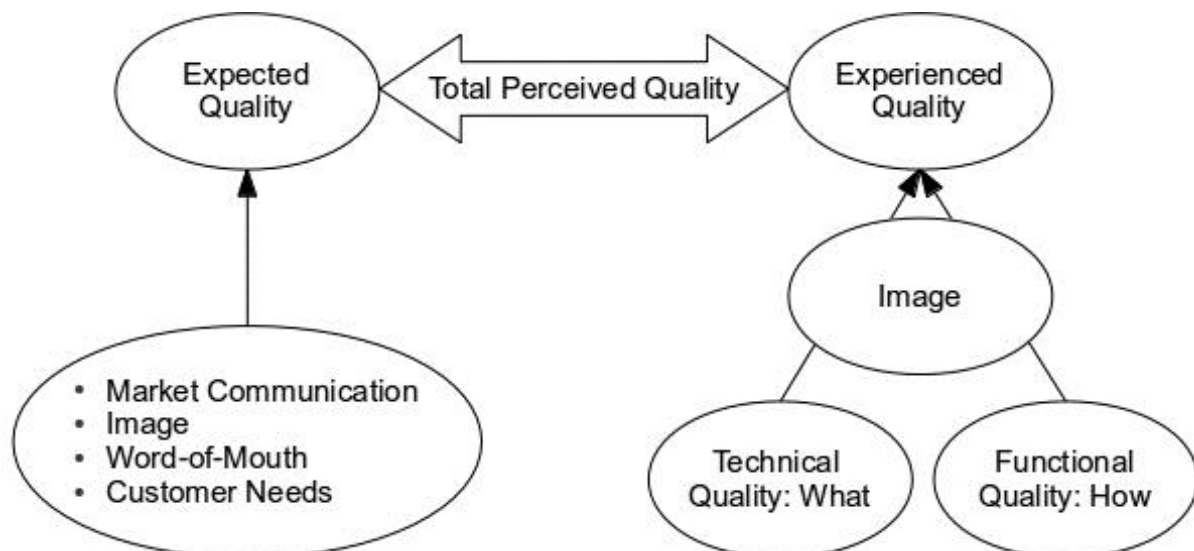 Expected
Quality
Total Perceived Quality
Experienced
Quality
Image
• Market Communication
• Image
• Word-of-Mouth
• Customer Needs
Technical
Quality: What
Functional
Quality: How